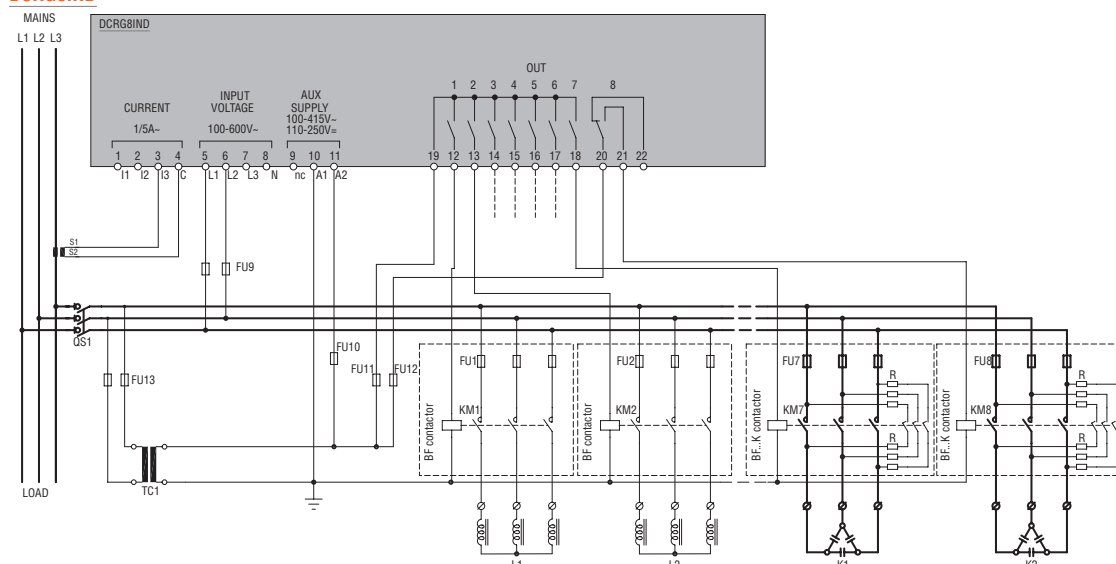 MAINS
L1 L2 L3
DCRG8IND
OUT
1 2 3 4 5 6 7 8
CURRENT
1/5A~
INPUT
VOLTAGE
100-600V~
AUX
SUPPLY
100-415V~
110-250V=
1 2 3 4 5 6 7 8 9 10 11 19 12 13 14 15 16 17 18 20 21 22
I1 I2 I3 C L1 L2 L3 N nc A1 A2
S1
S2
FU9
QS1
FU13
FU10
FU11
FU12
FU1
FU2
FU7
FU8
R
R
KM1
KM2
KM7
KM8
R
R
BF contactor
BF contactor
BF...K contactor
BF...K contactor
LOAD
TC1
L1
L2
K1
K2